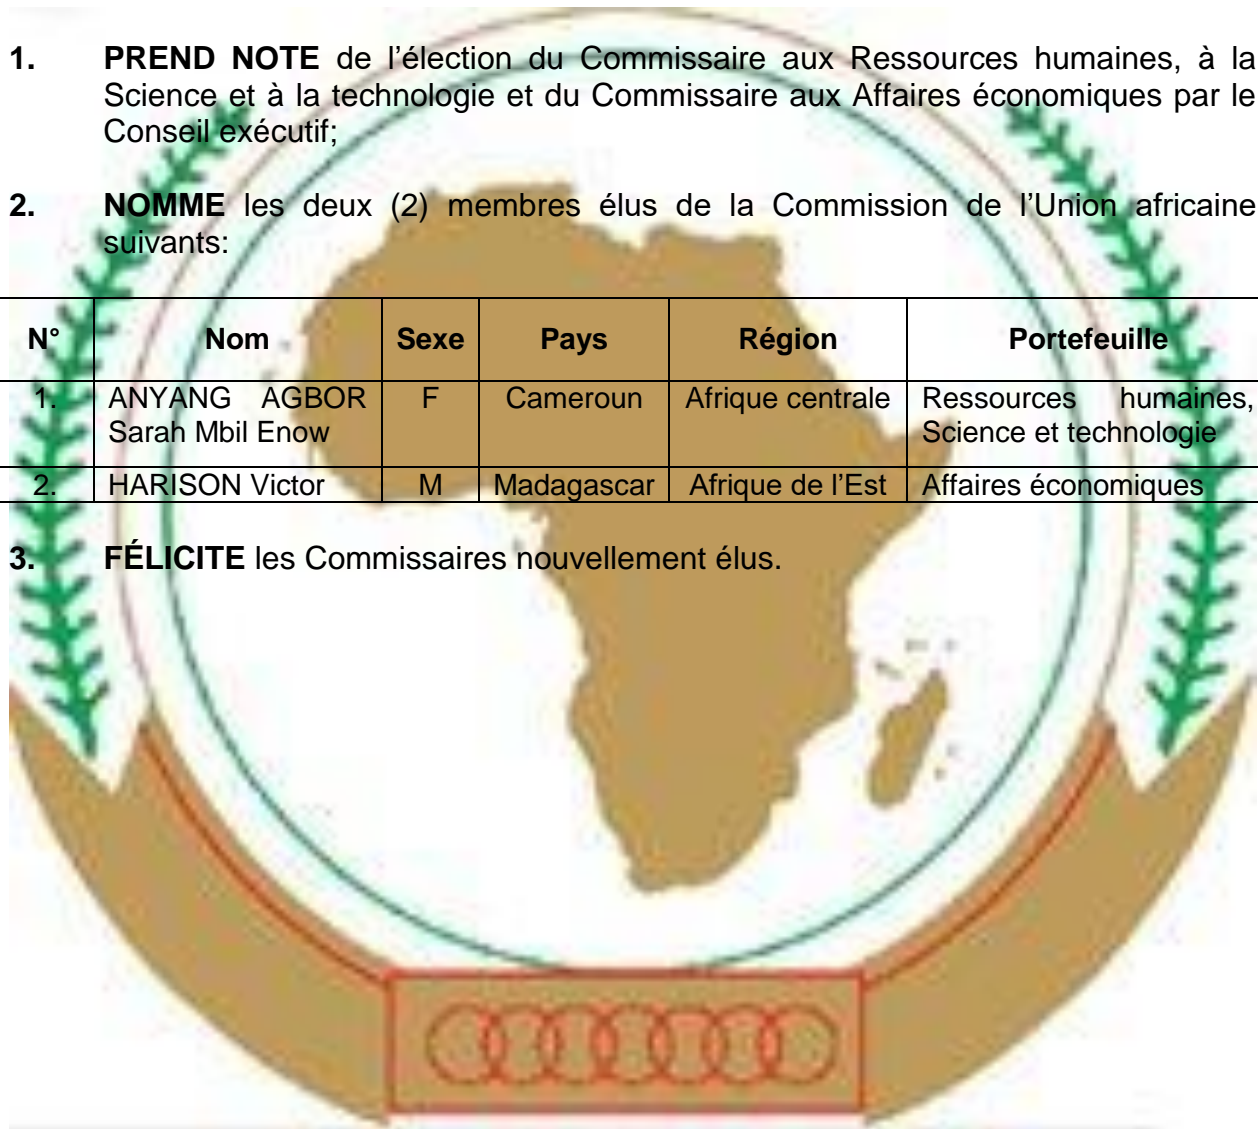 1. PREND NOTE de l’élection du Commissaire aux Ressources humaines, à la
Science et à la technologie et du Commissaire aux Affaires économiques par le
Conseil exécutif;
2. NOMME les deux (2) membres élus de la Commission de l’Union africaine
suivants:
N° Nom Sexe Pays Région Portefeuille
1. ANYANG AGBOR F Cameroun Afrique centrale Ressources humaines,
Sarah Mbil Enow Science et technologie
2. HARISON Victor M Madagascar Afrique de l’Est Affaires économiques
3. FÉLICITE les Commissaires nouvellement élus.